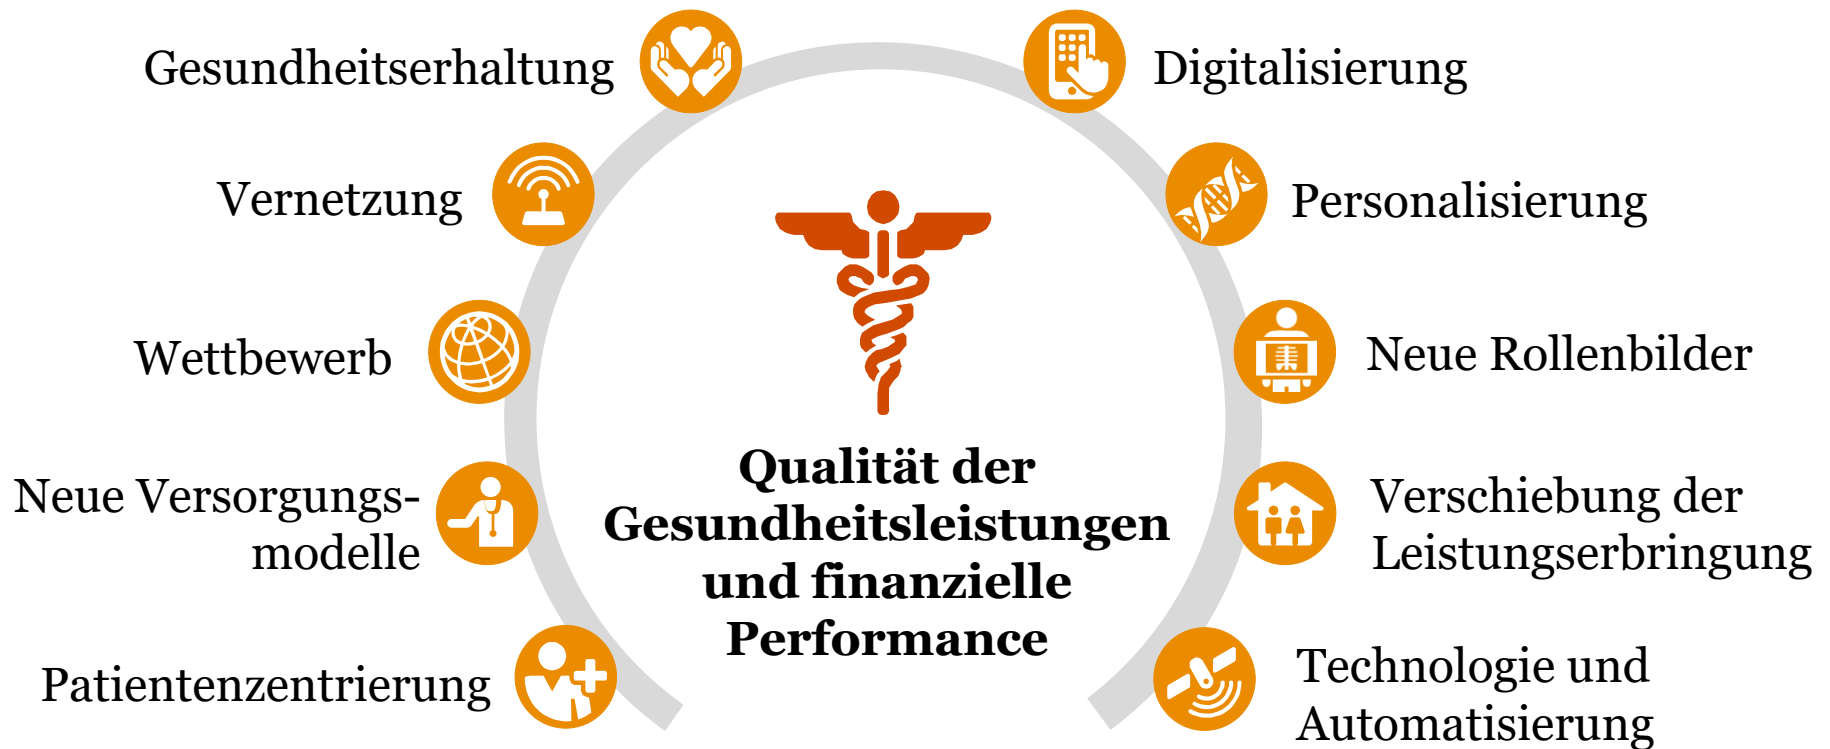 Gesundheitserhaltung
Vernetzung
Wettbewerb
Neue Versorgungs-
modelle
Patientenzentrierung
Qualität der
Gesundheitsleistungen
und finanzielle
Performance
Digitalisierung
Personalisierung
Neue Rollenbilder
Verschiebung der
Leistungserbringung
Technologie und
Automatisierung